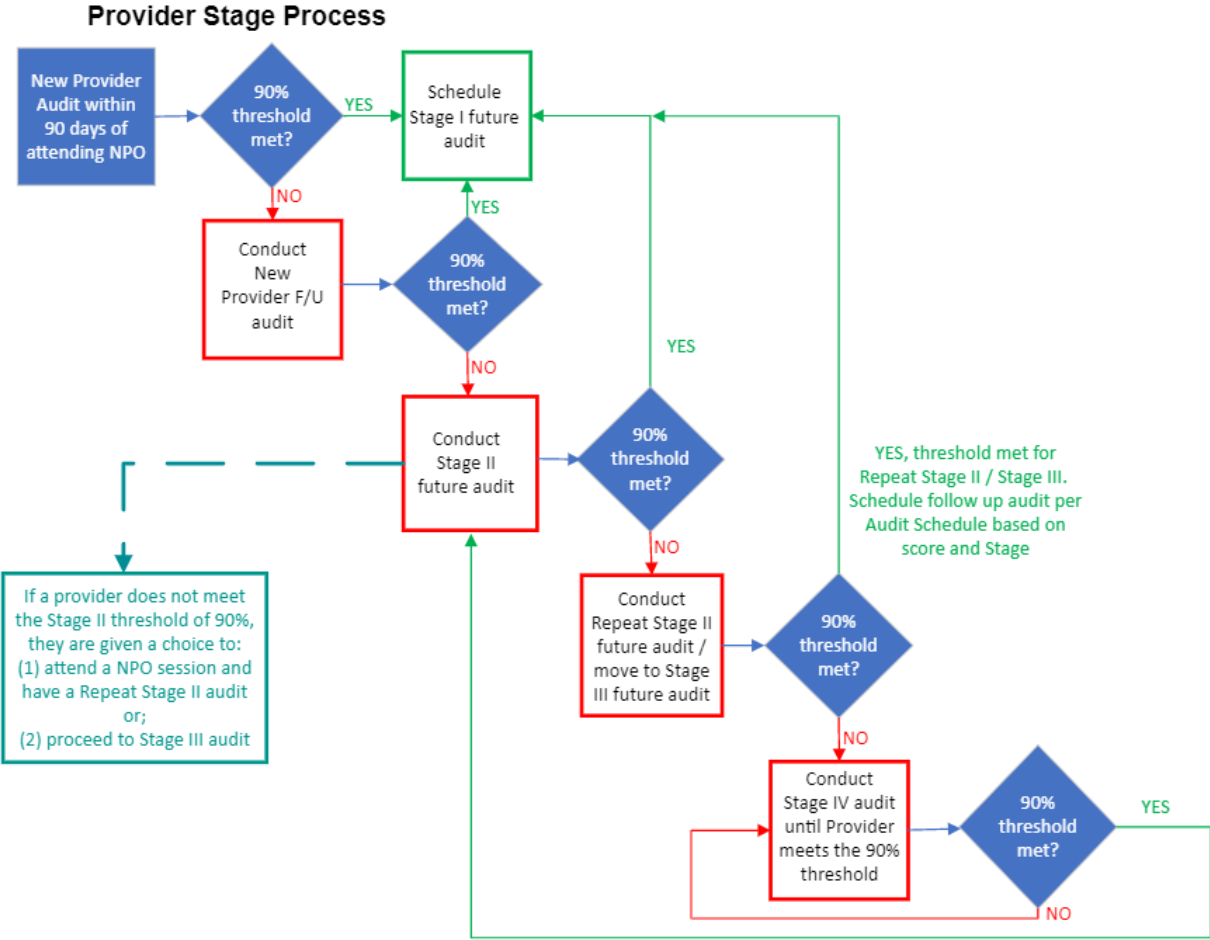 Provider Stage Process
New Provider
Audit within
90 days of
attending NPO
90%
threshold
met?
YES
Schedule
Stage I future
audit
NO
YES
Conduct
New
Provider F/U
audit
90%
threshold
met?
NO
YES
Conduct
Stage II
future audit
90%
threshold
met?
YES, threshold met for
Repeat Stage II / Stage III.
Schedule follow up audit per
Audit Schedule based on
score and Stage
NO
If a provider does not meet
the Stage II threshold of 90%,
they are given a choice to:
(1) attend a NPO session and
have a Repeat Stage II audit
or;
(2) proceed to Stage III audit
Conduct
Repeat Stage II
future audit /
move to Stage
III future audit
90%
threshold
met?
NO
Conduct
Stage IV audit
until Provider
meets the 90%
threshold
90%
threshold
met?
YES
NO